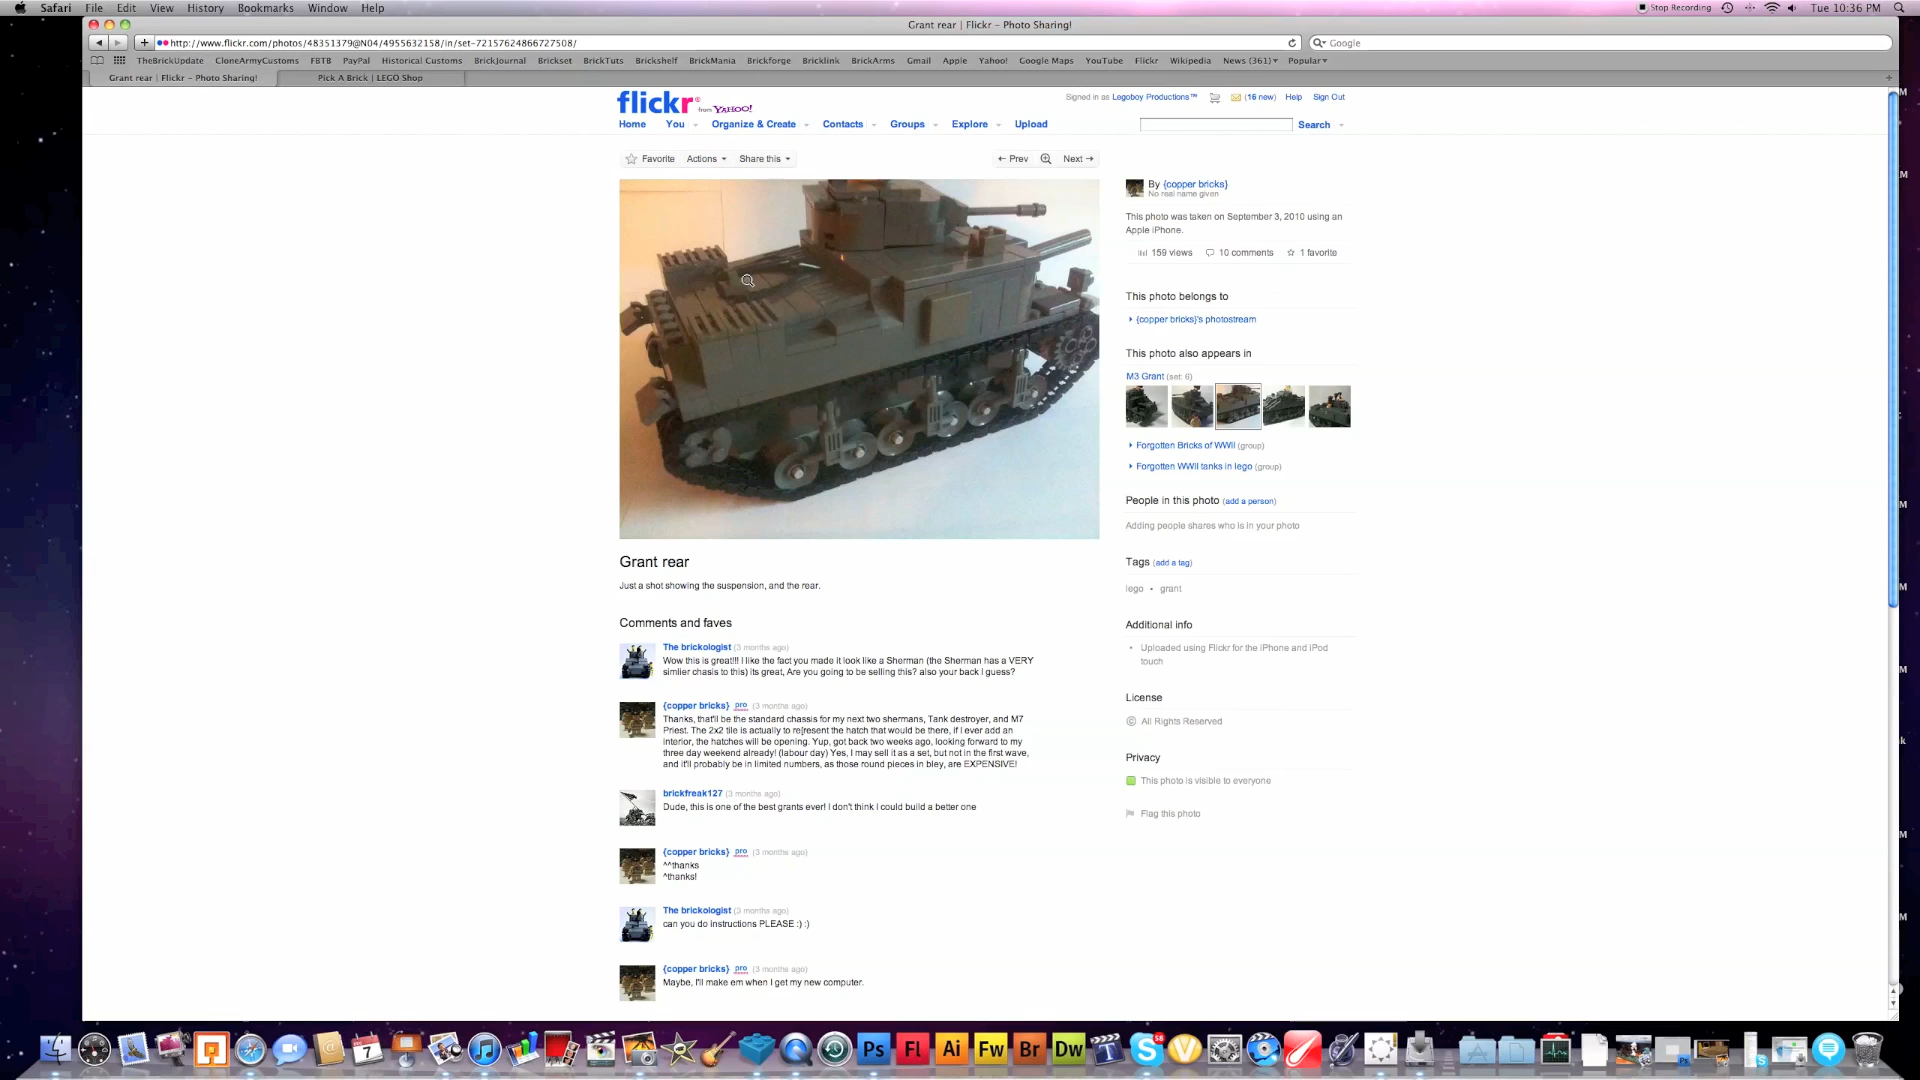 Safari File Edit View History Bookmarks Window Help Stop Recording Tue 10:36 PM
Grant rear | Flickr - Photo Sharing!
http://www.flickr.com/photos/48351379@N04/4955632158/in/set-72157624866727508/ Google
TheBrickUpdate CloneArmyCustoms FBTB PayPal Historical Customs BrickJournal Brickset BrickTuts Brickshelf BrickMania Brickforge Bricklink BrickArms Gmail Apple Yahoo! Google Maps YouTube Flickr Wikipedia News (361) Popular
Grant rear | Flickr - Photo Sharing! Pick A Brick | LEGO Shop
flickr from YAHOO!
Signed in as Legoboy Productions™ (16 new) Help Sign Out
Home You Organize & Create Contacts Groups Explore Upload Search
Favorite Actions Share this ← Prev Next →
By {copper bricks}
No real name given
This photo was taken on September 3, 2010 using an
Apple iPhone.
159 views 10 comments 1 favorite
This photo belongs to
{copper bricks}'s photostream
This photo also appears in
M3 Grant (set: 6)
Forgotten Bricks of WWII (group)
Forgotten WWII tanks in lego (group)
People in this photo (add a person)
Adding people shares who is in your photo
Tags (add a tag)
lego • grant
Additional info
Uploaded using Flickr for the iPhone and iPod
touch
License
© All Rights Reserved
Privacy
This photo is visible to everyone
Flag this photo
Grant rear
Just a shot showing the suspension, and the rear.
Comments and faves
The brickologist (3 months ago)
Wow this is great!!! I like the fact you made it look like a Sherman (the Sherman has a VERY
simlier chasis to this) its great, Are you going to be selling this? also your back I guess?
{copper bricks} pro (3 months ago)
Thanks, that'll be the standard chassis for my next two shermans, Tank destroyer, and M7
Priest. The 2x2 tile is actually to re[resent the hatch that would be there, if I ever add an
interior, the hatches will be opening. Yup, got back two weeks ago, looking forward to my
three day weekend already! (labour day) Yes, I may sell it as a set, but not in the first wave,
and it'll probably be in limited numbers, as those round pieces in bley, are EXPENSIVE!
brickfreak127 (3 months ago)
Dude, this is one of the best grants ever! I don't think I could build a better one
{copper bricks} pro (3 months ago)
^^thanks
^thanks!
The brickologist (3 months ago)
can you do instructions PLEASE :) :)
{copper bricks} pro (3 months ago)
Maybe, I'll make em when I get my new computer.
7 Ps Fl Ai Fw Br Dw T S 58 V